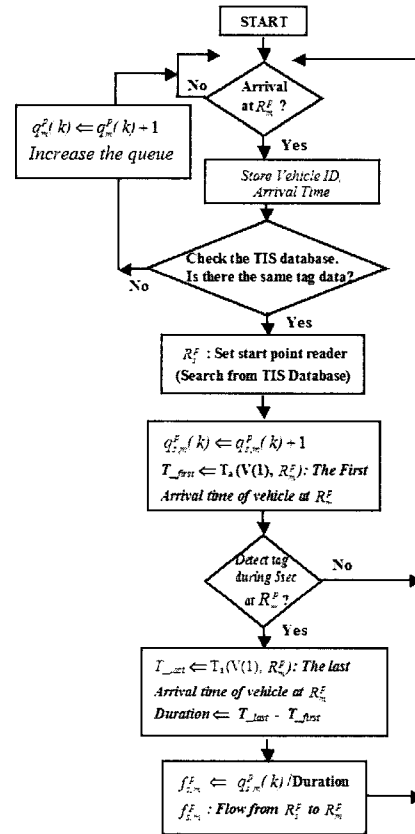 START
Arrival
at R_m^P ?
No
Yes
q_m^P(k) ⇐ q_m^P(k)+1
Increase the queue
Store Vehicle ID,
Arrival Time
Check the TIS database.
Is there the same tag data?
No
Yes
R_s^P : Set start point reader
(Search from TIS Database)
q_{s,m}^P(k) ⇐ q_{s,m}^P(k)+1
T_first ⇐ T_a(V(1), R_m^P): The First
Arrival time of vehicle at R_m^P
Detect tag
during 5sec
at R_m^P ?
No
Yes
⇐ (V(1), R_m^P): The last
Arrival time of vehicle at R_m^P
Duration ⇐ T_last - T_first
f_{s,m}^P ⇐ q_{s,m}^P(k)/Duration
f_{s,m}^P : Flow from R_s^P to R_m^P